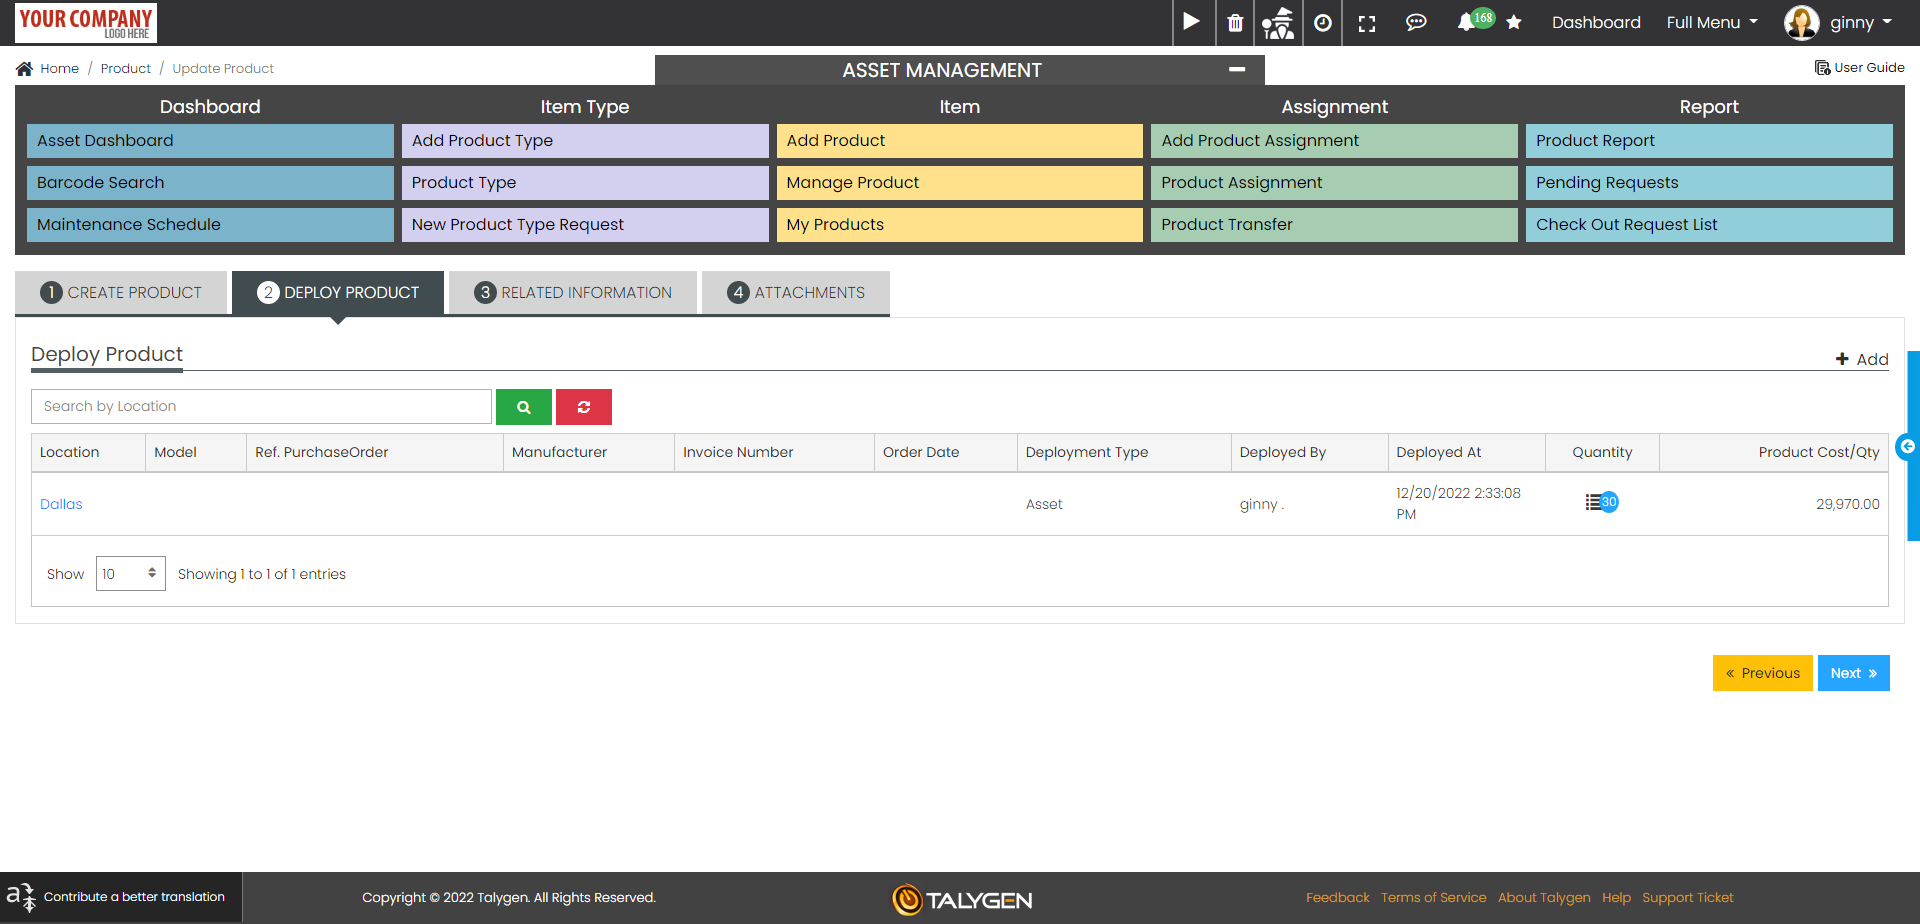 YOUR COMPANY
LOGO HERE
168
Dashboard
Full Menu
ginny
Home / Product / Update Product
ASSET MANAGEMENT
User Guide
Dashboard
Item Type
Item
Assignment
Report
Asset Dashboard
Add Product Type
Add Product
Add Product Assignment
Product Report
Barcode Search
Product Type
Manage Product
Product Assignment
Pending Requests
Maintenance Schedule
New Product Type Request
My Products
Product Transfer
Check Out Request List
1 CREATE PRODUCT
2 DEPLOY PRODUCT
3 RELATED INFORMATION
4 ATTACHMENTS
Deploy Product
Add
Search by Location
Location
Model
Ref. PurchaseOrder
Manufacturer
Invoice Number
Order Date
Deployment Type
Deployed By
Deployed At
Quantity
Product Cost/Qty
Dallas
Asset
ginny .
12/20/2022 2:33:08
PM
30
29,970.00
Show 10 Showing 1 to 1 of 1 entries
« Previous
Next »
Contribute a better translation
Copyright © 2022 Talygen. All Rights Reserved.
TALYGEN
Feedback Terms of Service About Talygen Help Support Ticket